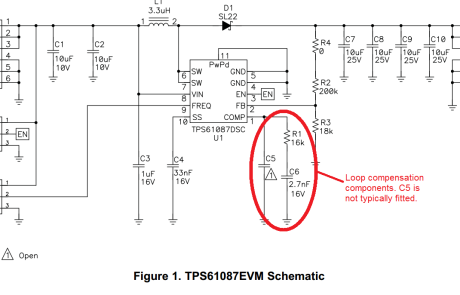 L1
3.3uH
1
2
D1
SL22
1
2
3
4
5
6
C1
10uF
10V
C2
10uF
10V
11
PwPd
6
SW
GND
5
7
SW
GND
8
VIN
EN
4
EN
9
FREQ
FB
3
10
SS
COMP
2
1
TPS61087DSC
U1
R4
0
R2
200k
R3
18k
C7
10uF
25V
C8
10uF
25V
C9
10uF
25V
C10
10uF
25V
1
2
3
EN
1
2
3
C3
1uF
16V
C4
33nF
16V
C5
R1
16k
C6
2.7nF
16V
Loop compensation
components. C5 is
not typically fitted.
Open
Figure 1. TPS61087EVM Schematic